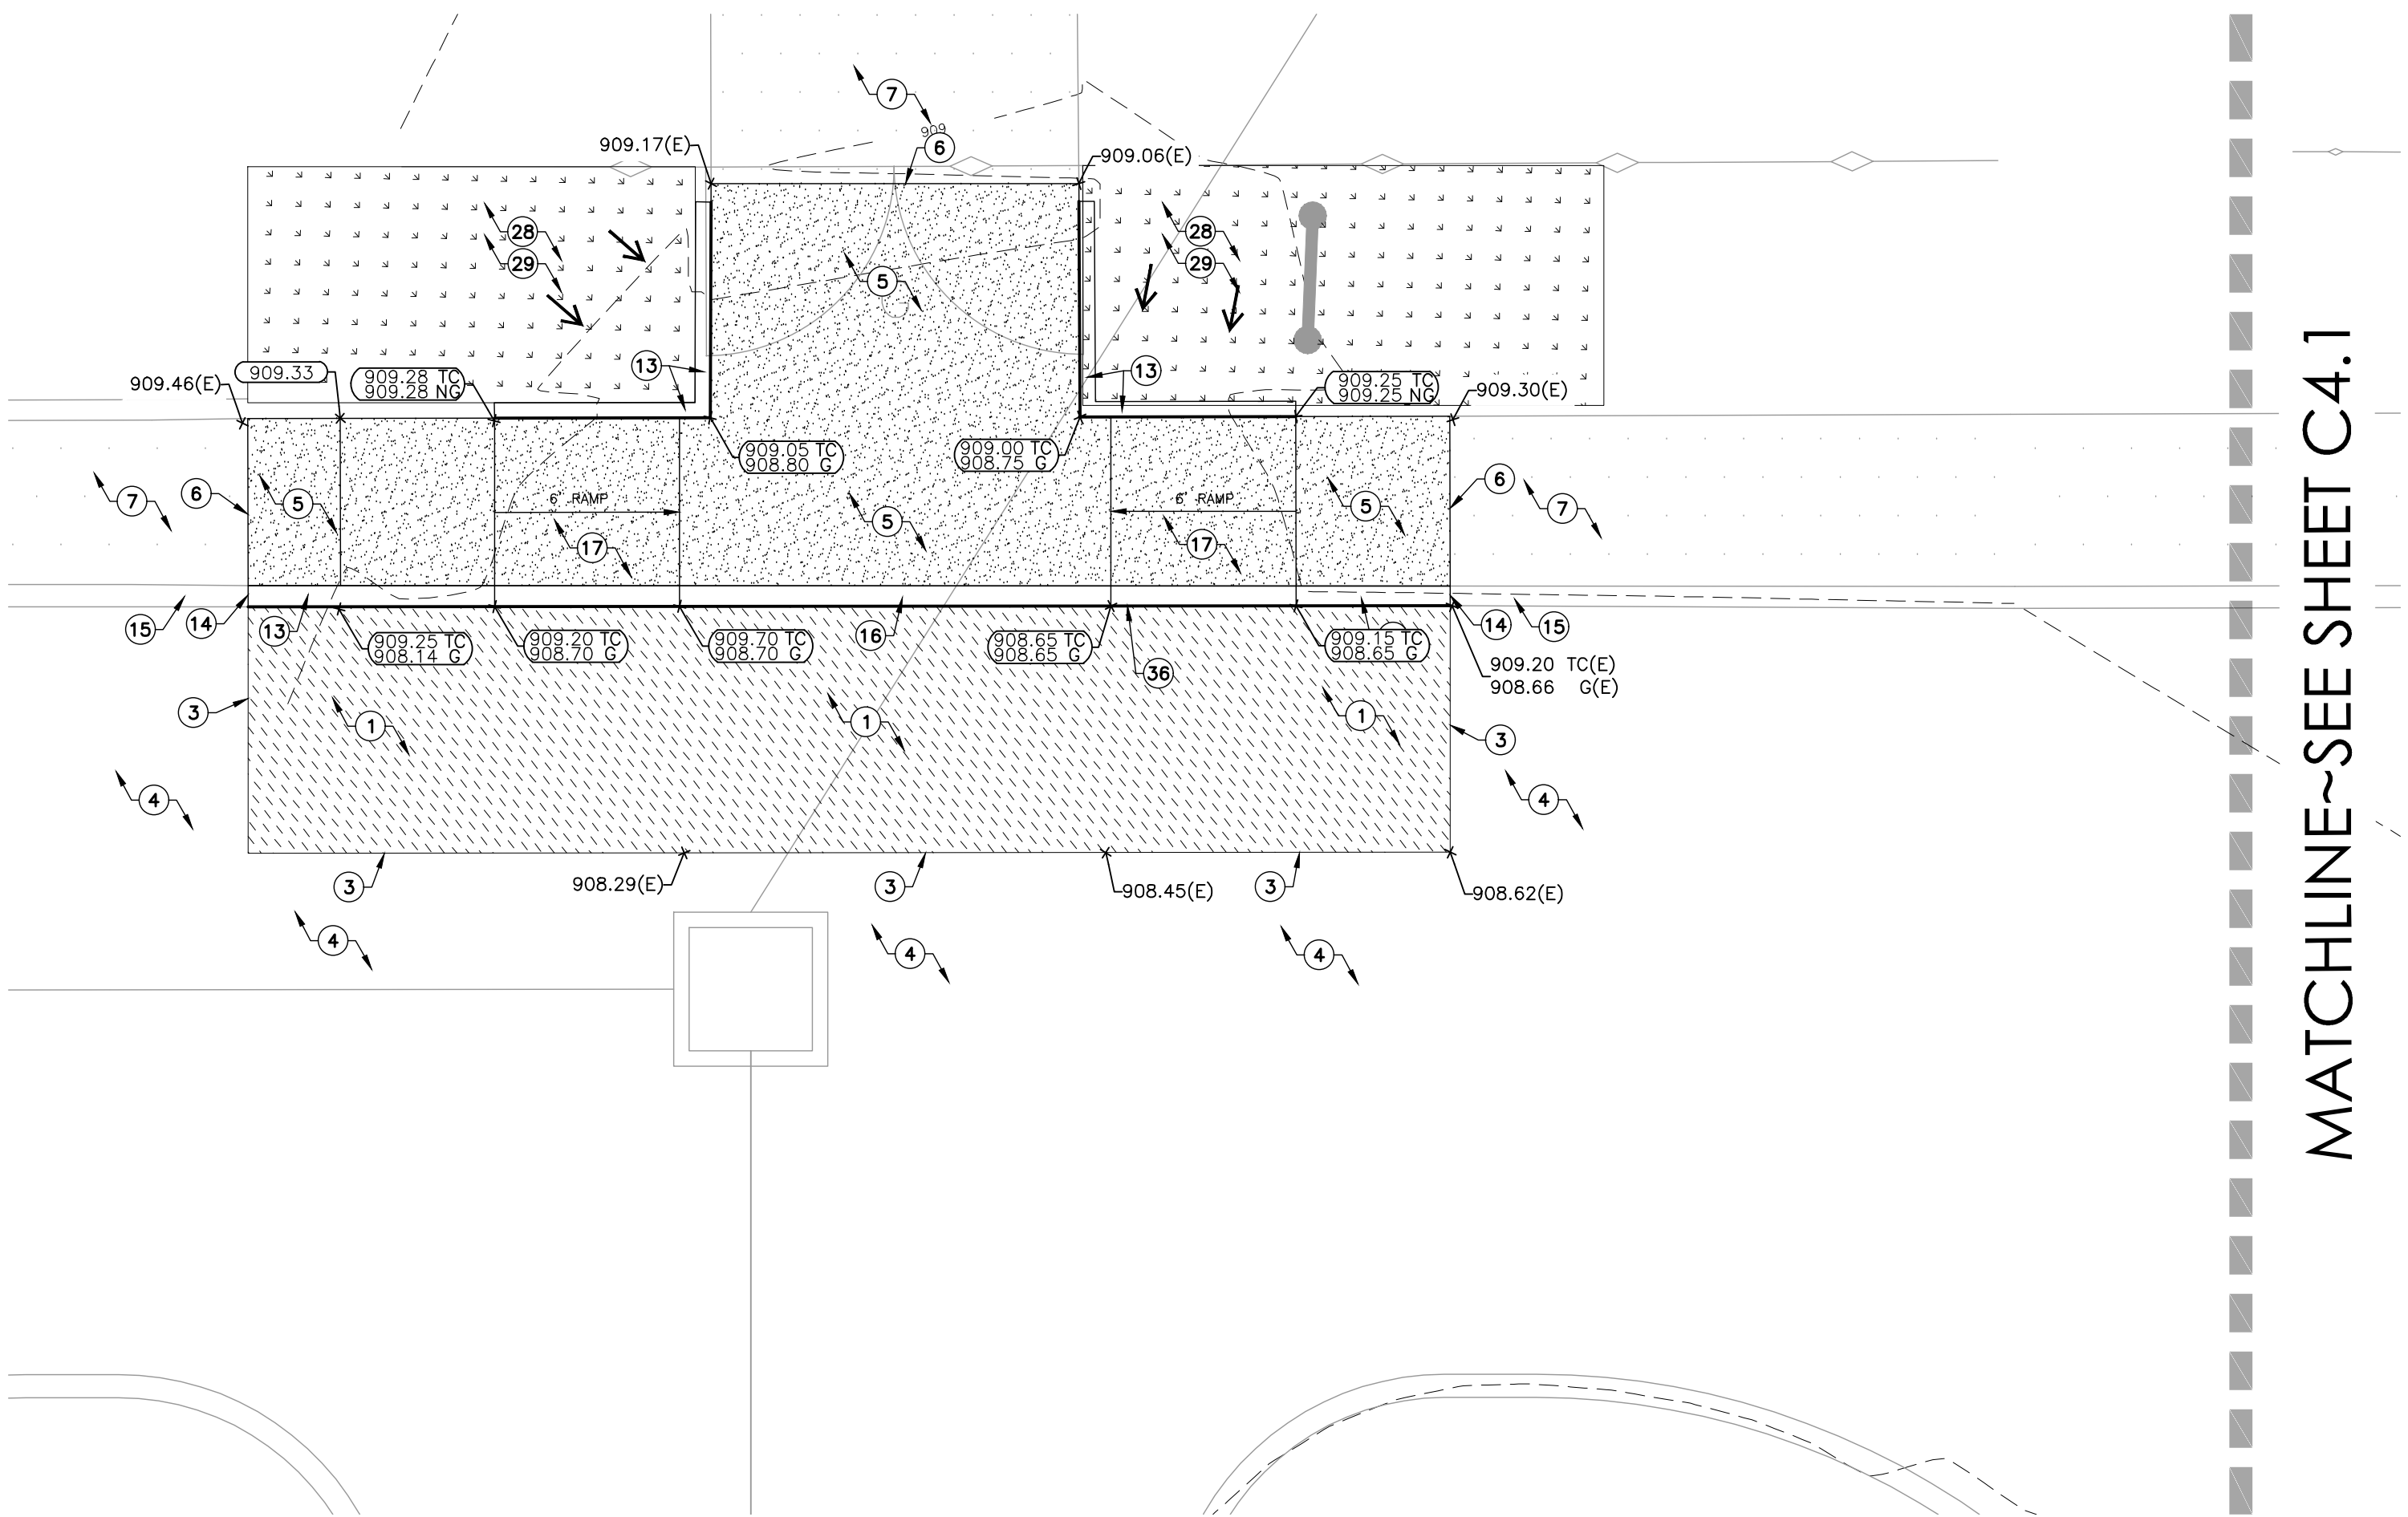 7
909
6
909.17(E)
909.06(E)
28
29
5
28
29
13
13
909.46(E)
909.33
909.28 TC
909.28 NG
909.25 TC
909.25 NG
909.30(E)
909.05 TC
908.80 G
909.00 TC
908.75 G
7
6
5
6' RAMP
17
5
6' RAMP
17
5
6
7
15
14
13
909.25 TC
908.14 G
909.20 TC
908.70 G
909.70 TC
908.70 G
16
908.65 TC
908.65 G
36
909.15 TC
908.65 G
14
15
909.20 TC(E)
908.66 G(E)
3
1
1
1
3
4
4
3
908.29(E)
3
908.45(E)
3
908.62(E)
4
4
4
MATCHLINE~SEE SHEET C4.1